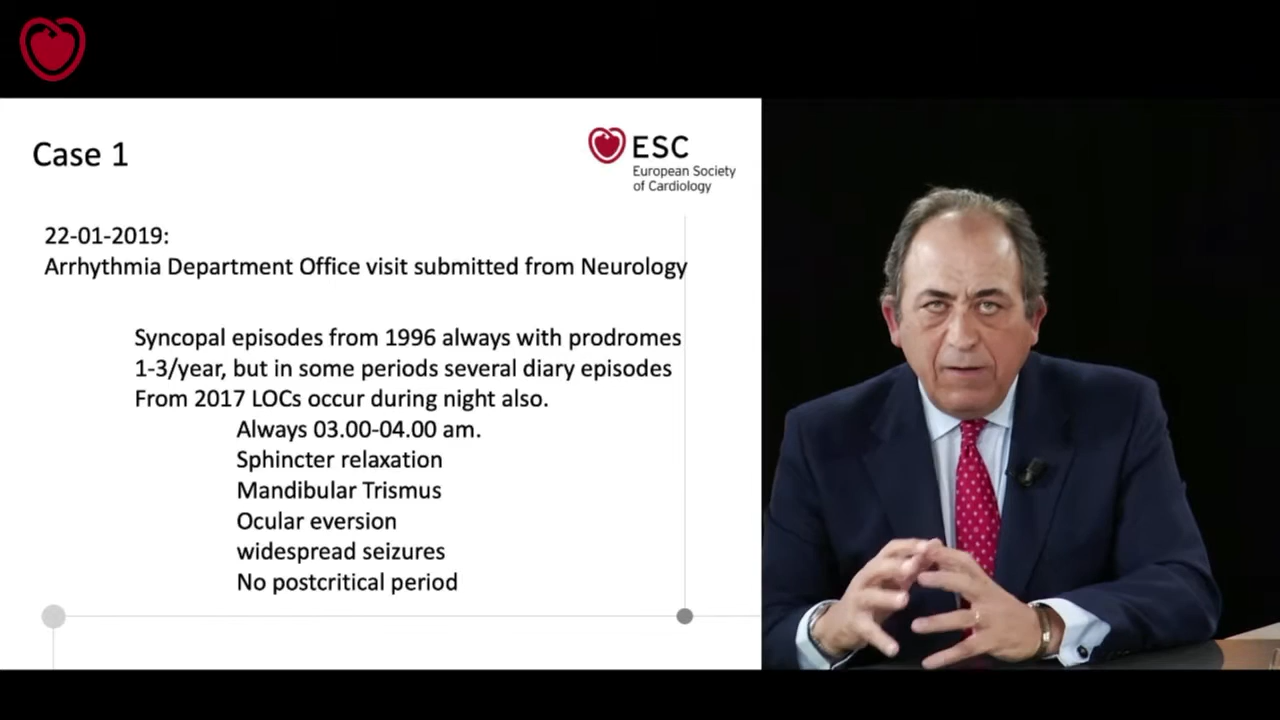 Case 1
ESC
European Society
of Cardiology
22-01-2019:
Arrhythmia Department Office visit submitted from Neurology
Syncopal episodes from 1996 always with prodromes
1-3/year, but in some periods several diary episodes
From 2017 LOCs occur during night also.
Always 03.00-04.00 am.
Sphincter relaxation
Mandibular Trismus
Ocular eversion
widespread seizures
No postcritical period